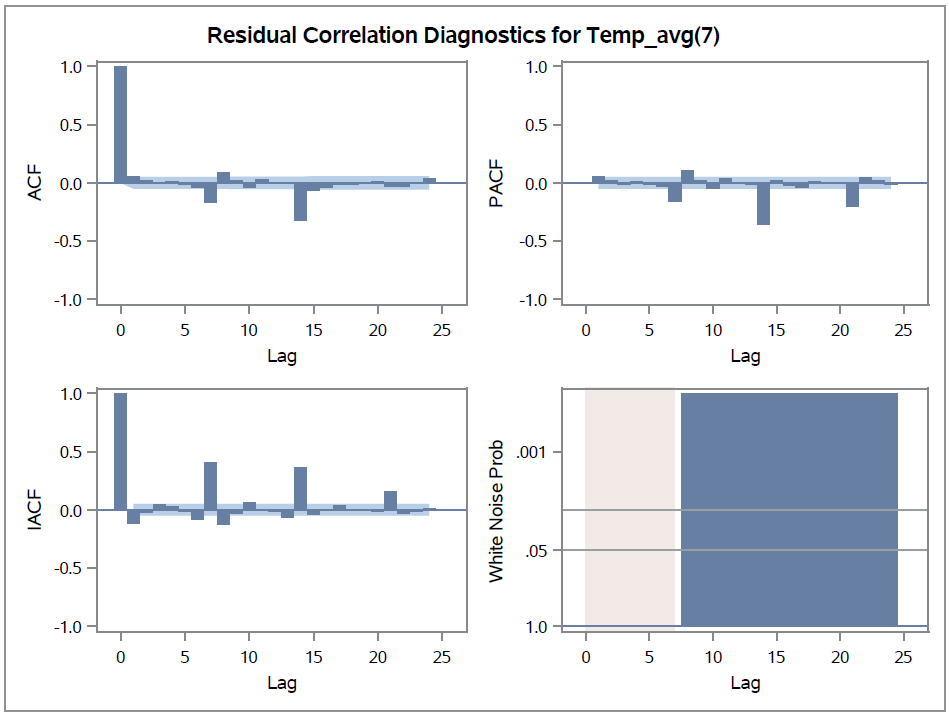 Residual Correlation Diagnostics for Temp_avg(7)
ACF
1.0
0.5
0.0
-0.5
-1.0
0 5 10 15 20 25
Lag
PACF
1.0
0.5
0.0
-0.5
-1.0
0 5 10 15 20 25
Lag
IACF
1.0
0.5
0.0
-0.5
-1.0
0 5 10 15 20 25
Lag
White Noise Prob
.001
.05
1.0
0 5 10 15 20 25
Lag